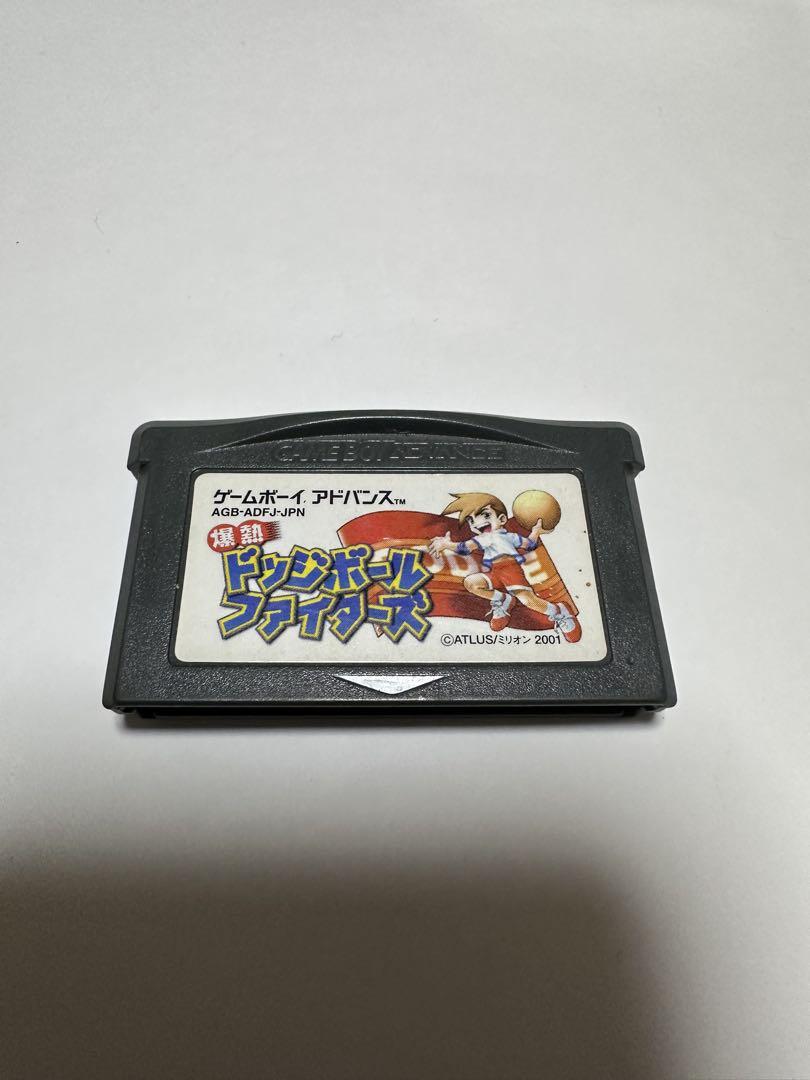 GAME BOY ADVANCE
ゲームボーイ アドバンス™
AGB-ADFJ-JPN
爆熱
ドッジボール
ファイターズ
©ATLUS/ミリオン 2001